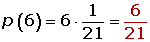 p (6) = 6 · 1/21 = 6/21